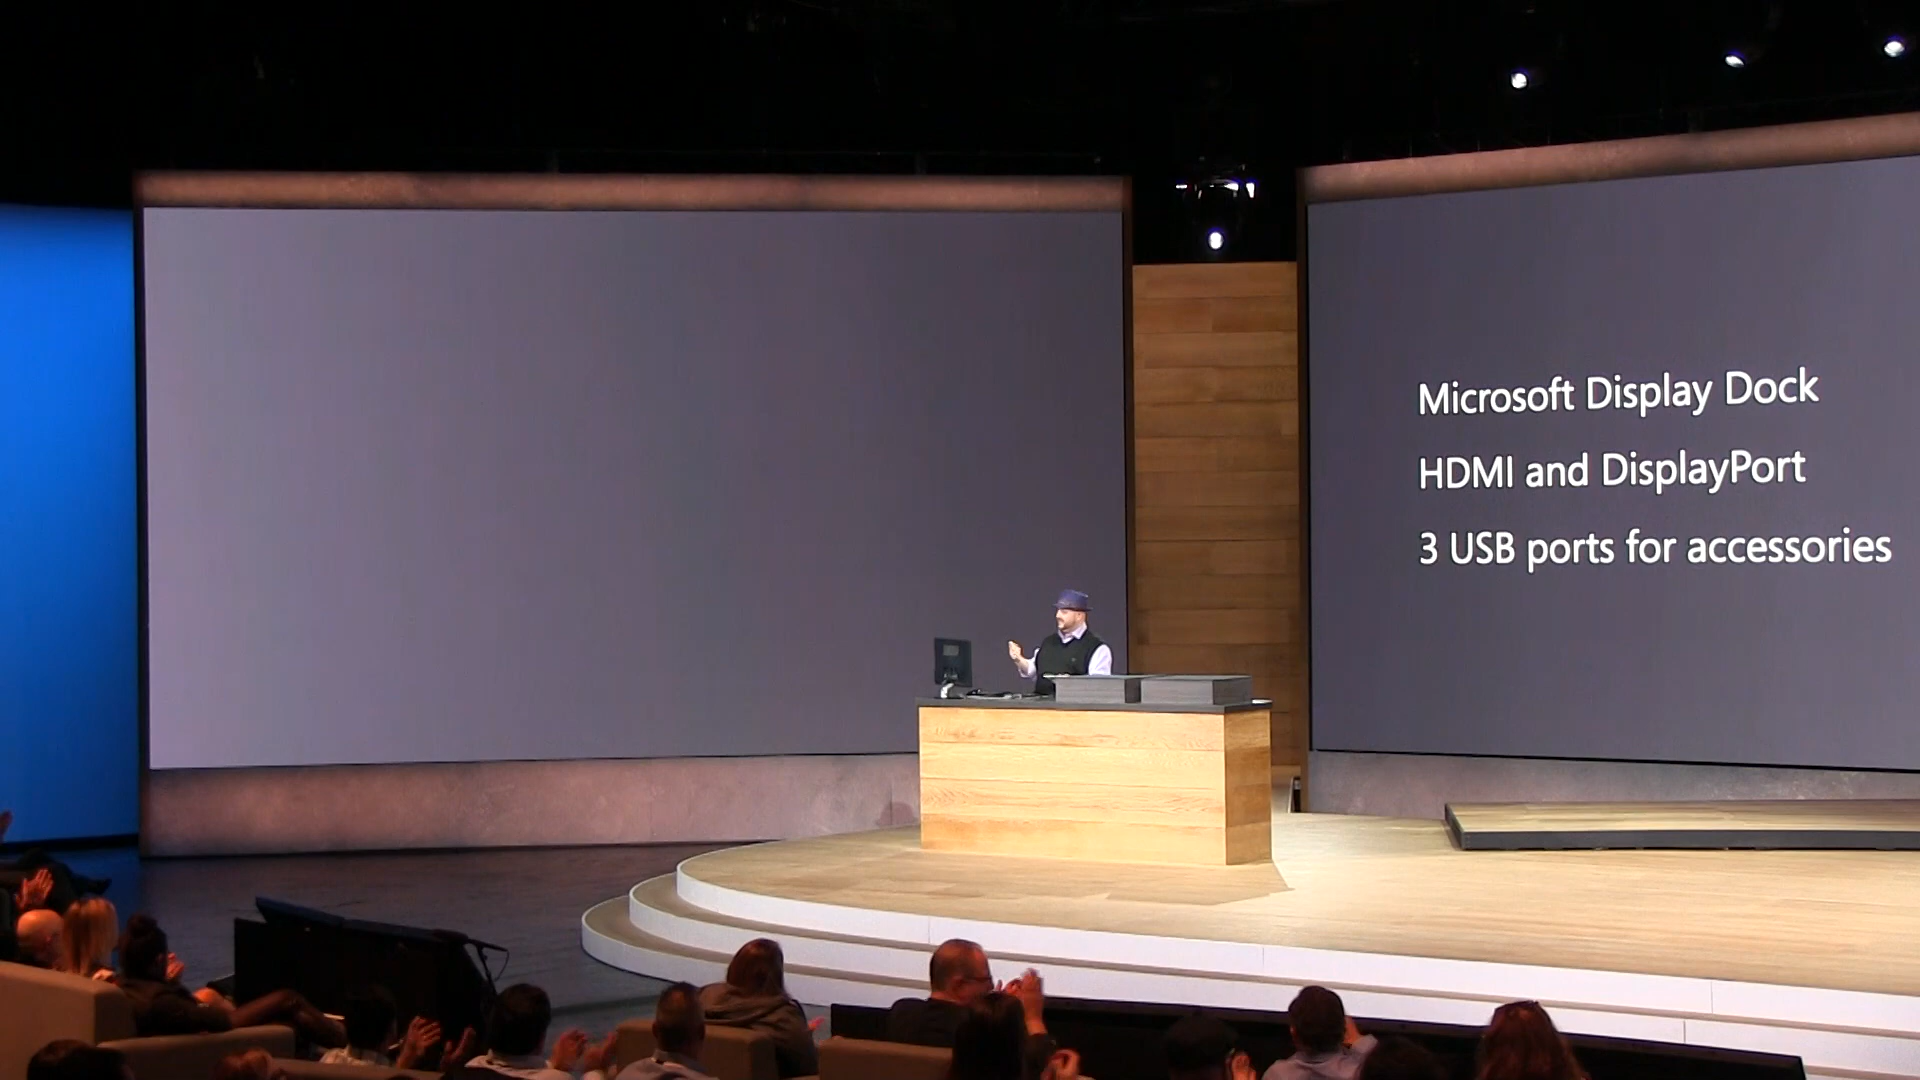 Microsoft Display Dock
HDMI and DisplayPort
3 USB ports for accessories